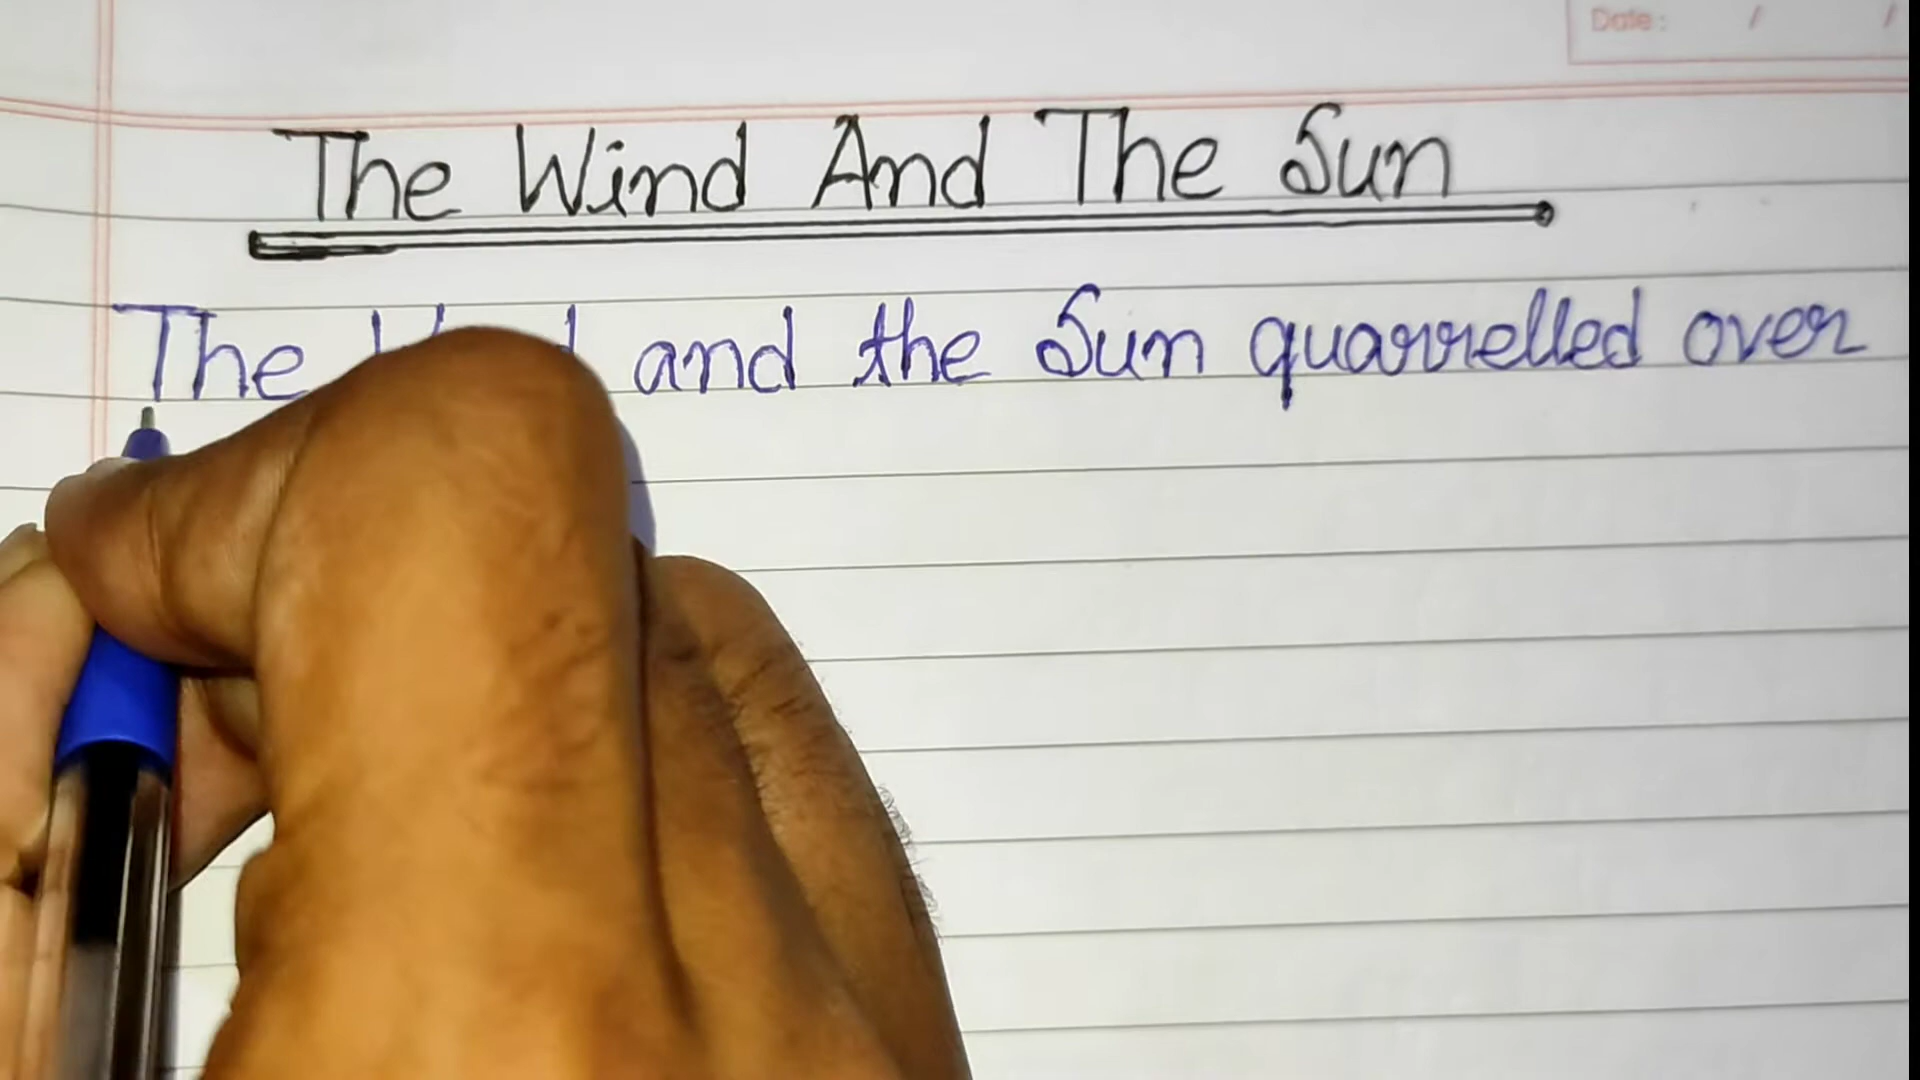 Date: / /
The Wind And The Sun
The and the Sun quarrelled over